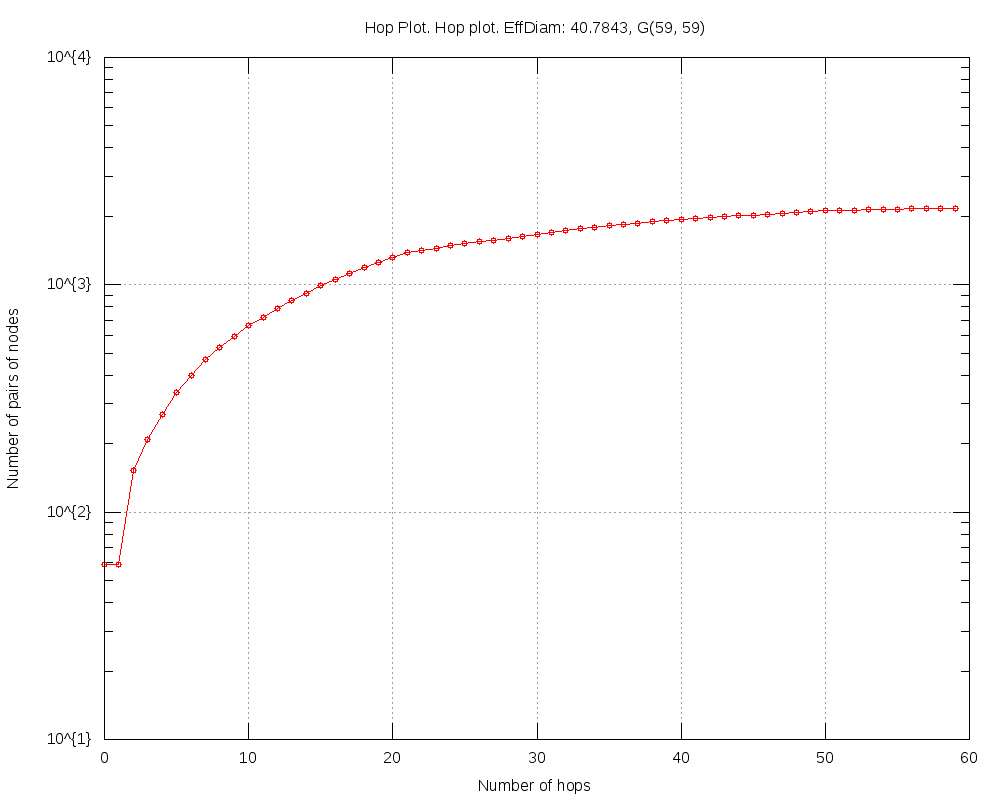 Hop Plot. Hop plot. EffDiam: 40.7843, G(59, 59)
10^{4}
10^{3}
10^{2}
10^{1}
Number of pairs of nodes
0 10 20 30 40 50 60
Number of hops